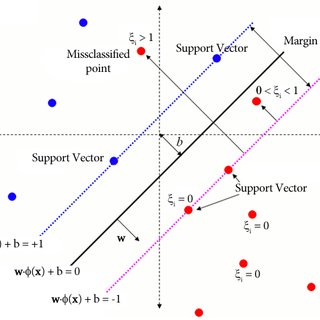 ξi > 1
Missclassified
point
Support Vector
Margin
0 < ξi < 1
b
Support Vector
Support Vector
ξi = 0
ξi = 0
w
) + b = +1
w·ϕ(x) + b = 0
ξi = 0
w·ϕ(x) + b = -1